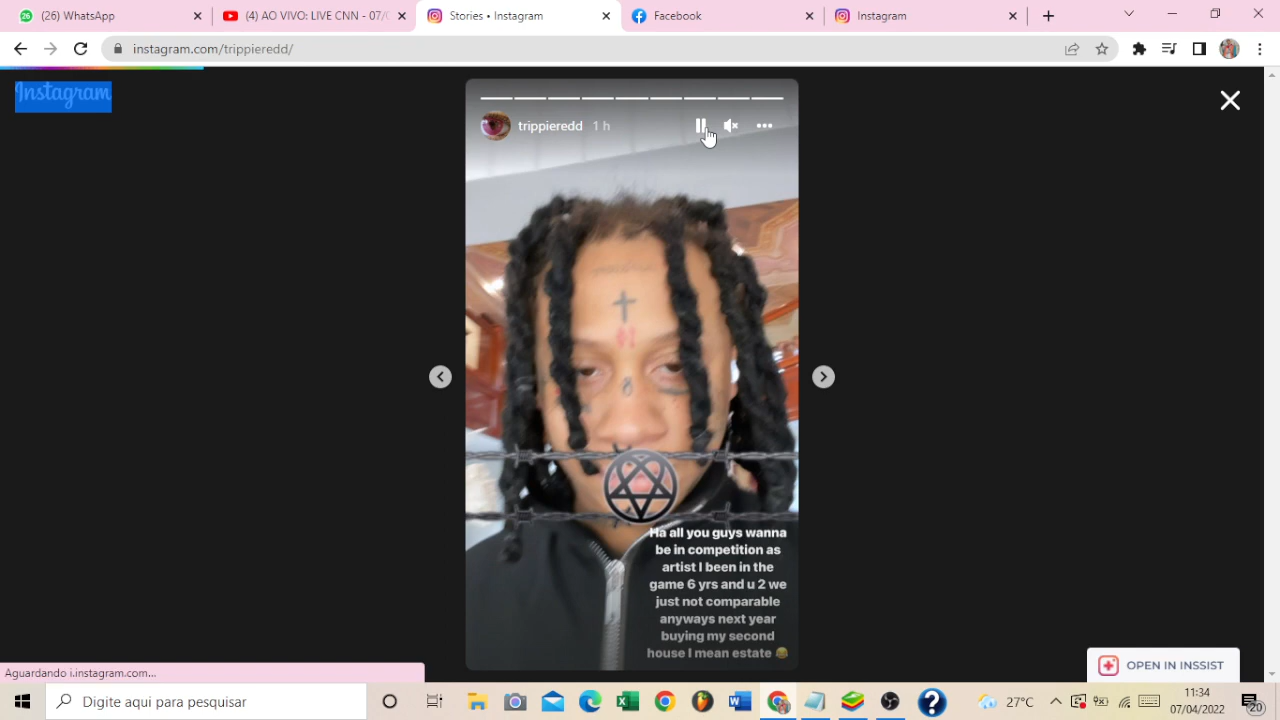 (26) WhatsApp
(4) AO VIVO: LIVE CNN - 07/0
Stories • Instagram
Facebook
Instagram
instagram.com/trippieredd/
Instagram
trippieredd 1 h
Ha all you guys wanna
be in competition as
artist I been in the
game 6 yrs and u 2 we
just not comparable
anyways next year
buying my second
house I mean estate 😂
Aguardando i.instagram.com...
OPEN IN INSSIST
Digite aqui para pesquisar
27°C
11:34
07/04/2022
20